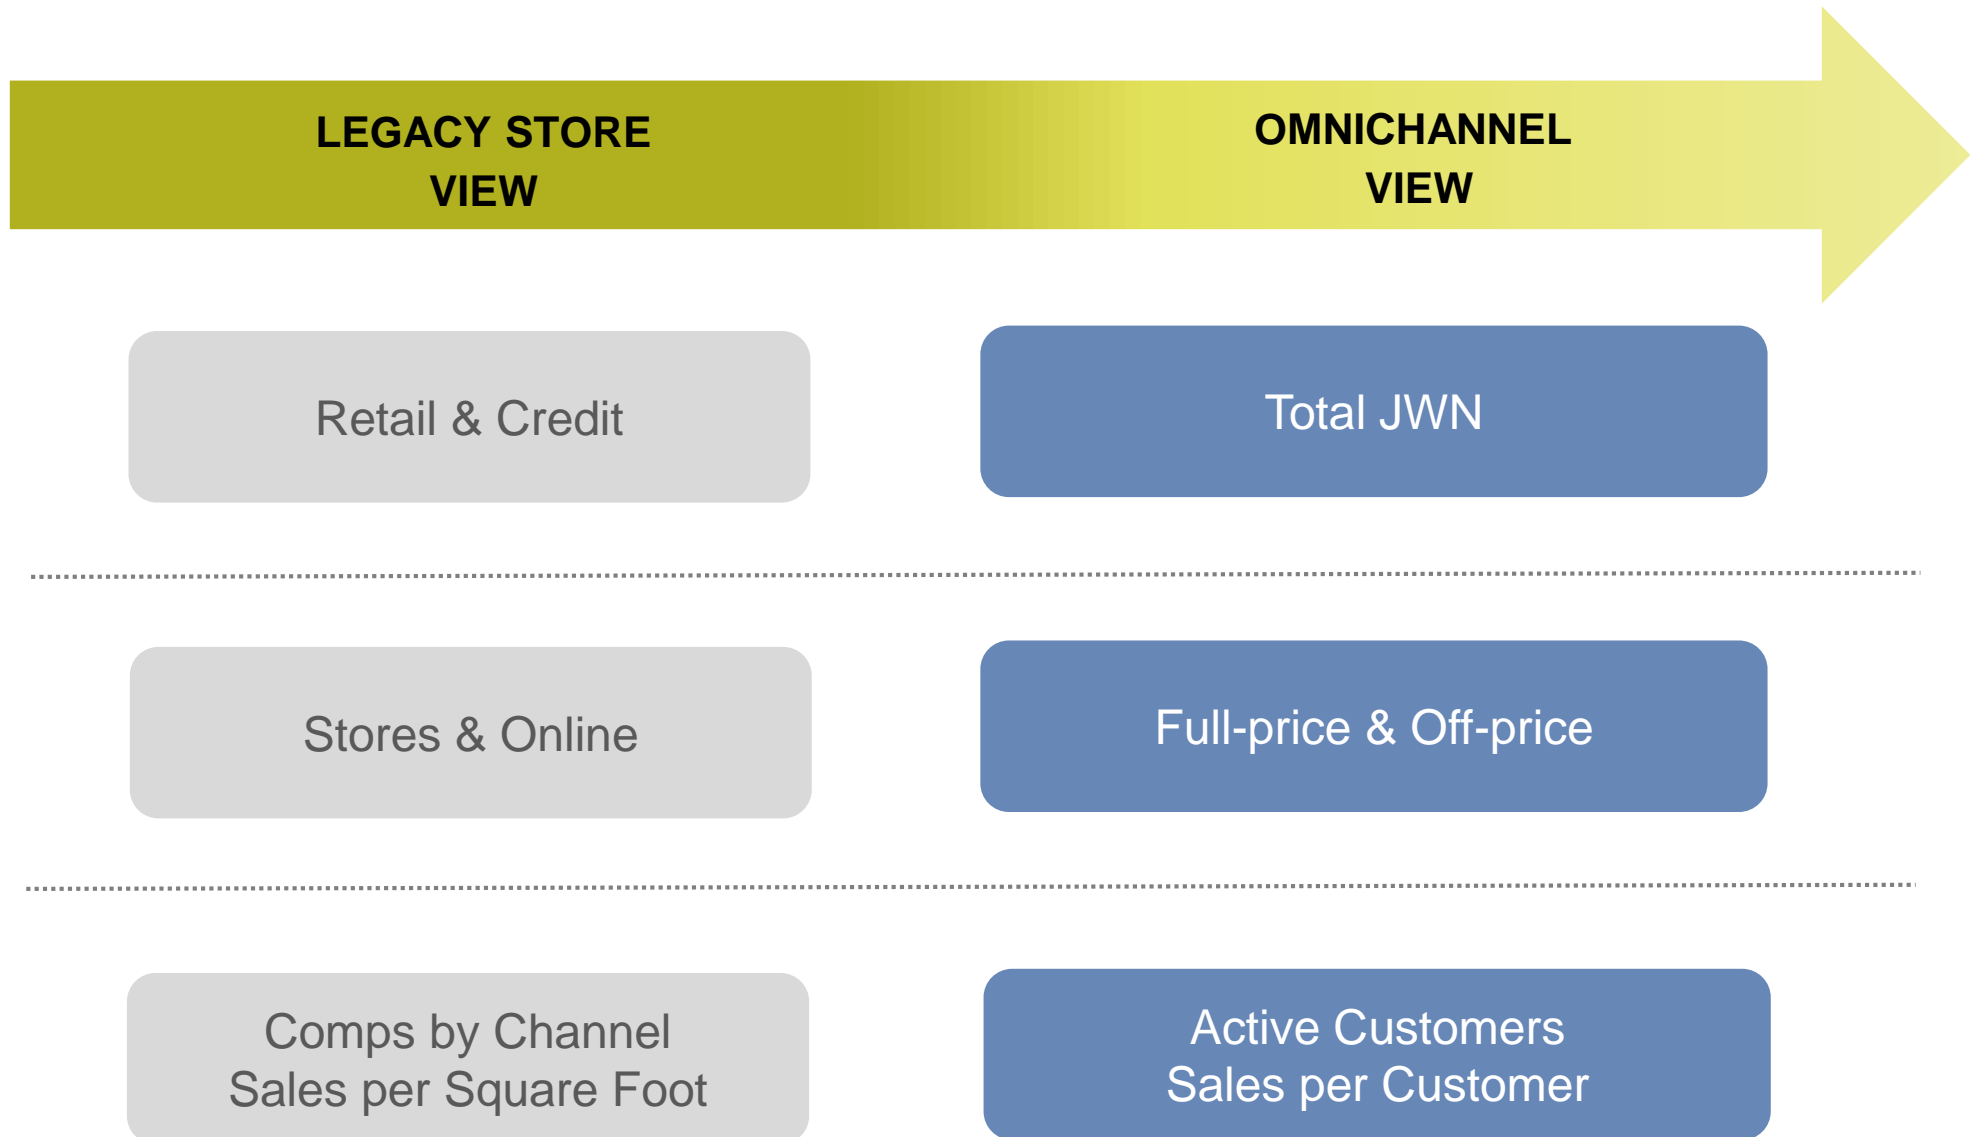 LEGACY STORE
VIEW
OMNICHANNEL
VIEW
Retail & Credit
Total JWN
Stores & Online
Full-price & Off-price
Comps by Channel
Sales per Square Foot
Active Customers
Sales per Customer